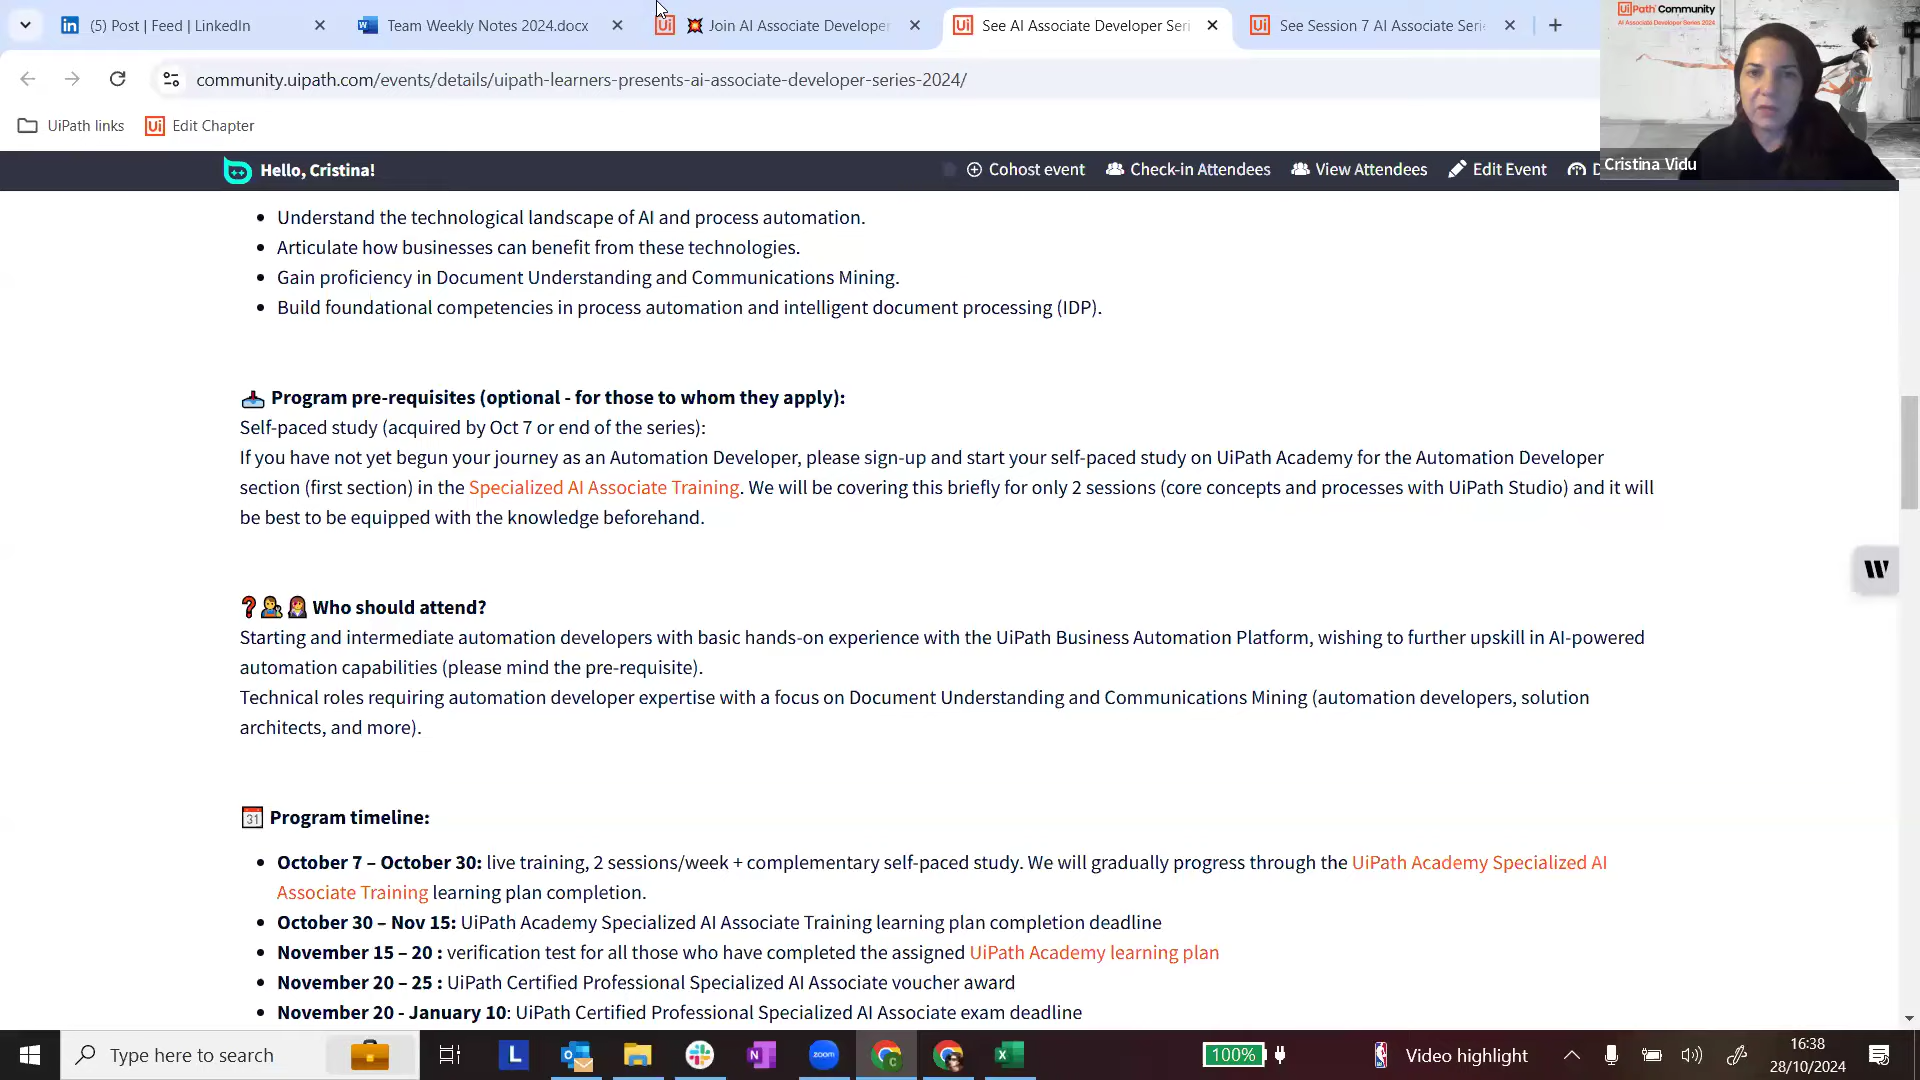 (5) Post | Feed | LinkedIn
Team Weekly Notes 2024.docx
Join AI Associate Developer
See AI Associate Developer Seri
See Session 7 AI Associate Seri
community.uipath.com/events/details/uipath-learners-presents-ai-associate-developer-series-2024/
UiPath links
Edit Chapter
UiPath Community
AI Associate Developer Series 2024
Cristina Vidu
Hello, Cristina!
Cohost event
Check-in Attendees
View Attendees
Edit Event
D
• Understand the technological landscape of AI and process automation.
• Articulate how businesses can benefit from these technologies.
• Gain proficiency in Document Understanding and Communications Mining.
• Build foundational competencies in process automation and intelligent document processing (IDP).
Program pre-requisites (optional - for those to whom they apply):
Self-paced study (acquired by Oct 7 or end of the series):
If you have not yet begun your journey as an Automation Developer, please sign-up and start your self-paced study on UiPath Academy for the Automation Developer
section (first section) in the Specialized AI Associate Training. We will be covering this briefly for only 2 sessions (core concepts and processes with UiPath Studio) and it will
be best to be equipped with the knowledge beforehand.
❓👩‍💼👩‍💼 Who should attend?
Starting and intermediate automation developers with basic hands-on experience with the UiPath Business Automation Platform, wishing to further upskill in AI-powered
automation capabilities (please mind the pre-requisite).
Technical roles requiring automation developer expertise with a focus on Document Understanding and Communications Mining (automation developers, solution
architects, and more).
31 Program timeline:
• October 7 – October 30: live training, 2 sessions/week + complementary self-paced study. We will gradually progress through the UiPath Academy Specialized AI
Associate Training learning plan completion.
• October 30 – Nov 15: UiPath Academy Specialized AI Associate Training learning plan completion deadline
• November 15 – 20 : verification test for all those who have completed the assigned UiPath Academy learning plan
• November 20 – 25 : UiPath Certified Professional Specialized AI Associate voucher award
• November 20 - January 10: UiPath Certified Professional Specialized AI Associate exam deadline
Type here to search
L
zoom
100%
Video highlight
16:38
28/10/2024